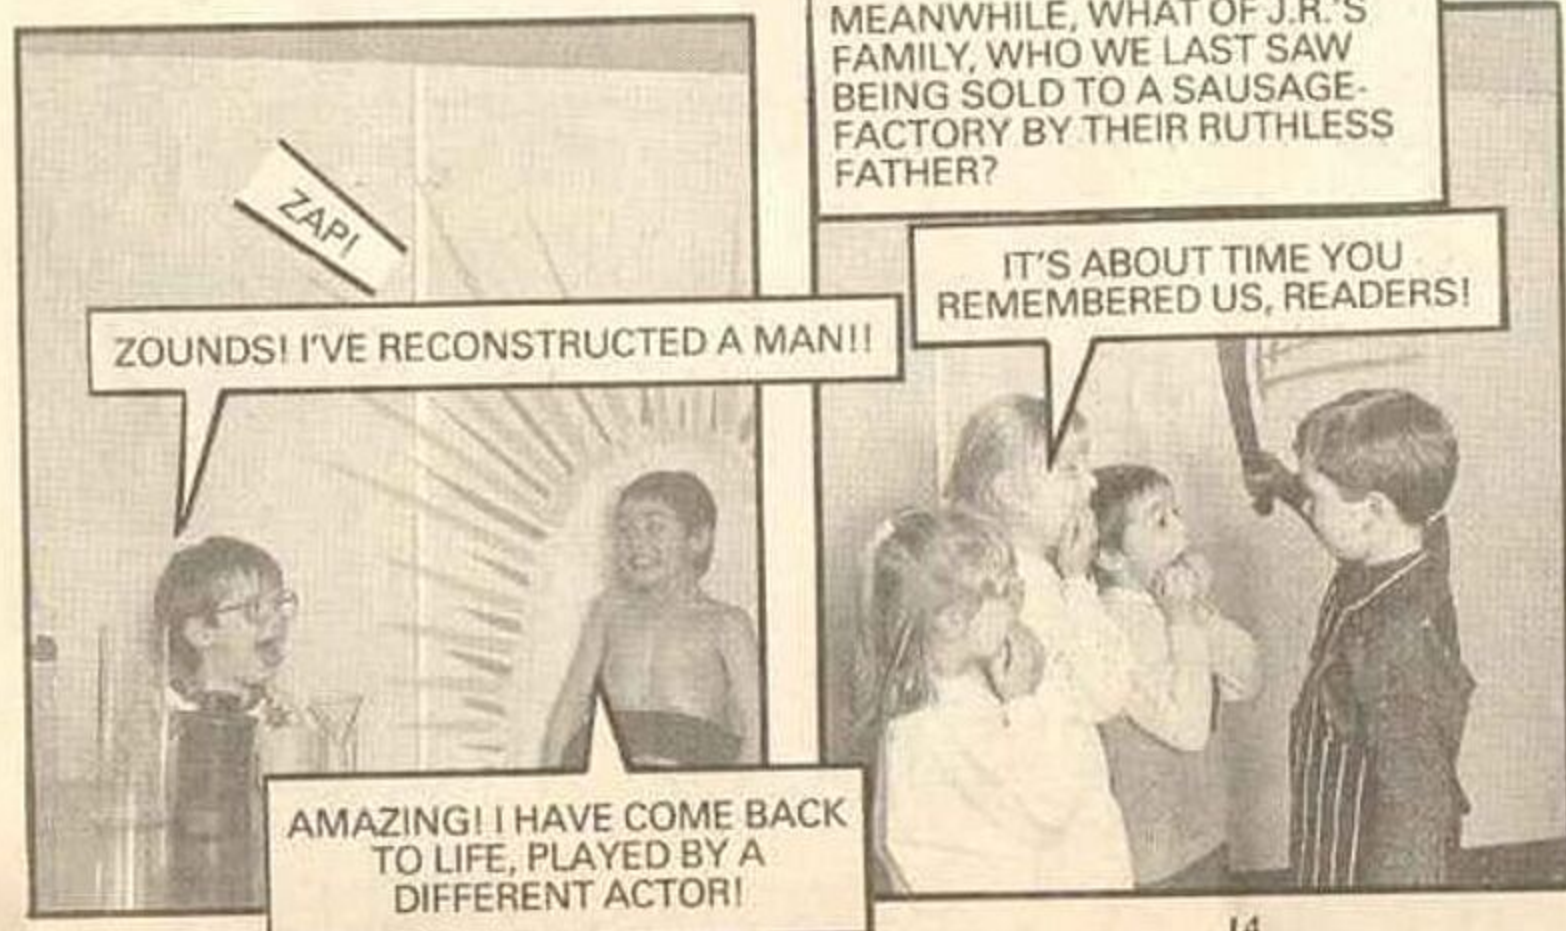 ZAP!
ZOUNDS! I'VE RECONSTRUCTED A MAN!!
AMAZING! I HAVE COME BACK
TO LIFE, PLAYED BY A
DIFFERENT ACTOR!
MEANWHILE, WHAT OF J.R.'S
FAMILY, WHO WE LAST SAW
BEING SOLD TO A SAUSAGE-
FACTORY BY THEIR RUTHLESS
FATHER?
IT'S ABOUT TIME YOU
REMEMBERED US, READERS!
14